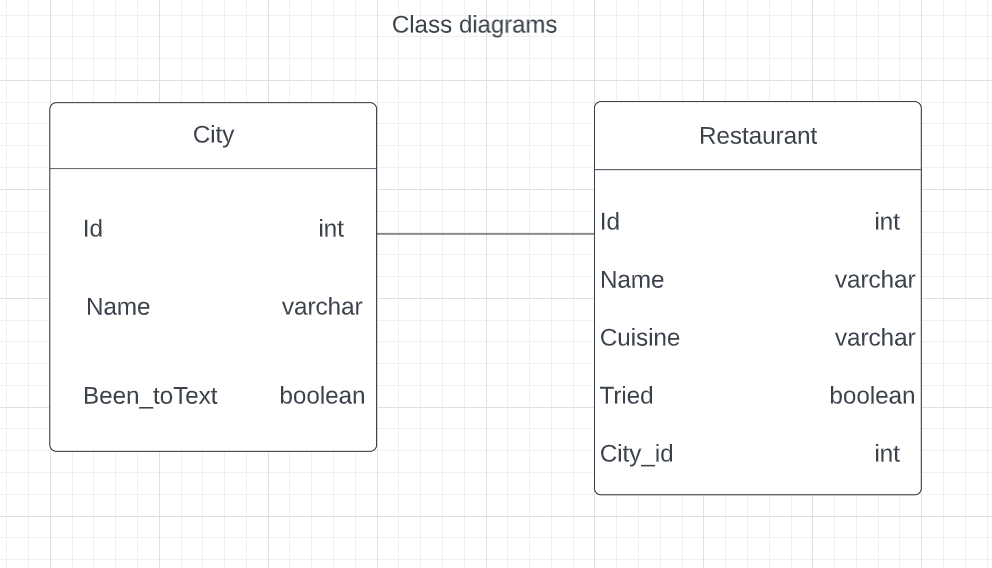 Class diagrams
City
Id int
Name varchar
Been_toText boolean
Restaurant
Id int
Name varchar
Cuisine varchar
Tried boolean
City_id int